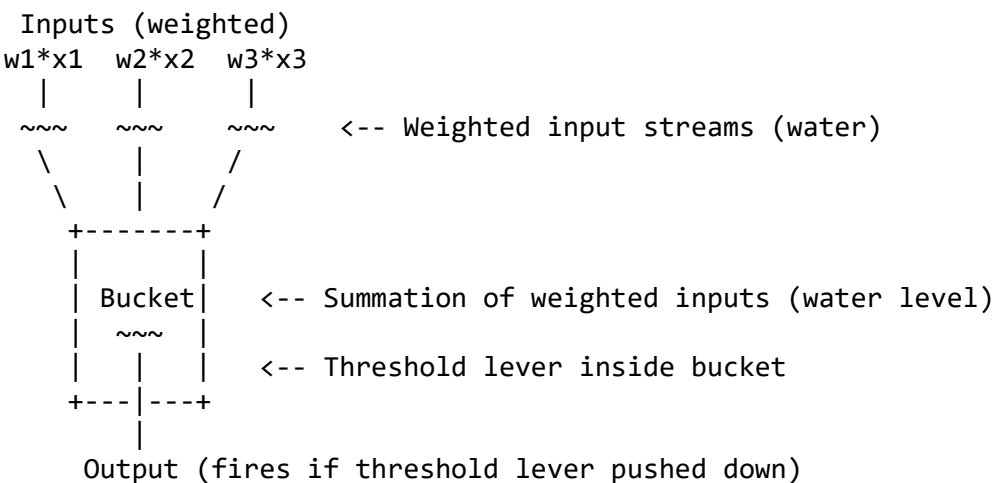 Inputs (weighted)
w1*x1 w2*x2 w3*x3
~~~ ~~~ ~~~ <-- Weighted input streams (water)
Bucket <-- Summation of weighted inputs (water level)
~~~
<-- Threshold lever inside bucket
Output (fires if threshold lever pushed down)